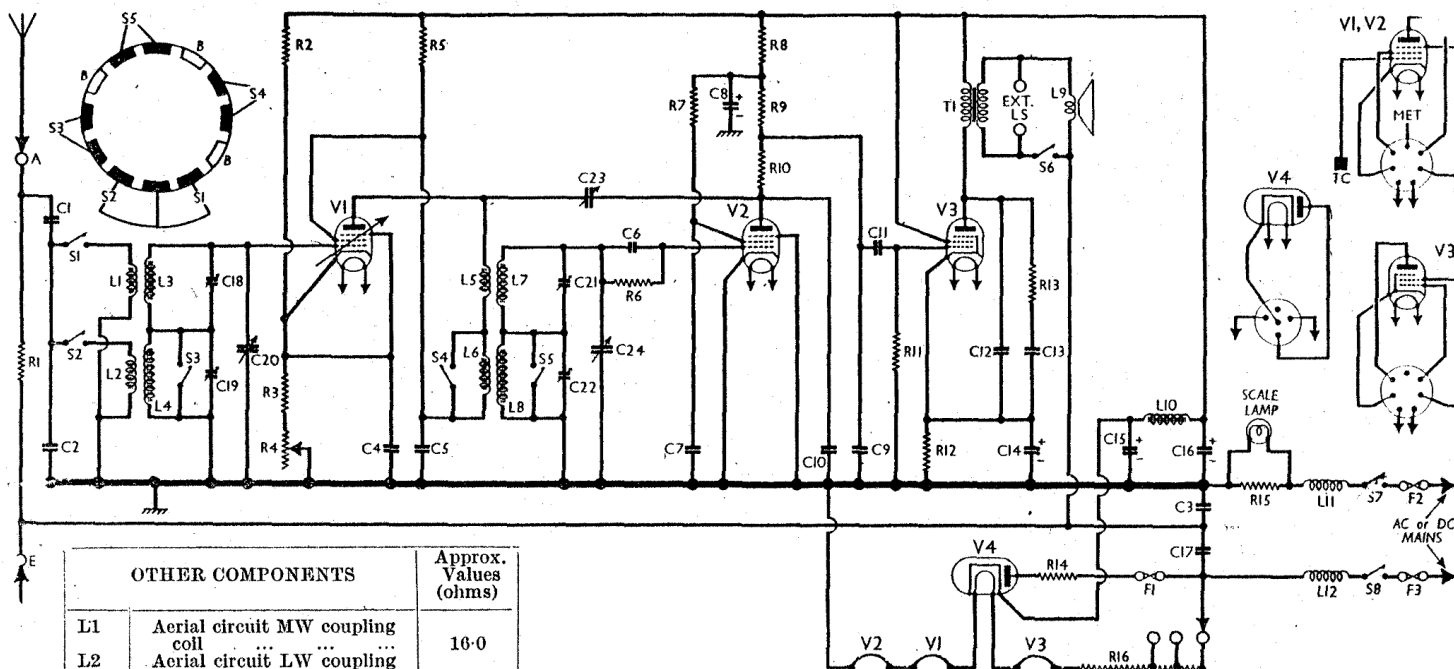 S5
B
B
S4
S3
B
S2
S1
A
C1
S1
L1
L3
C18
S2
L2
S3
C19
C20
L4
R1
C2
R2
R5
V1
R3
R4
C4
C5
C23
L5
L7
C21
C6
R6
S4
L6
S5
C24
L8
C22
R8
R7
C8
+
-
R9
R10
V2
C7
C10
C11
C9
R11
V3
T1
EXT.
LS
L9
S6
R13
C12
C13
R12
C14
+
-
L10
C15
+
-
C16
+
-
C3
C17
SCALE
LAMP
R15
L11
S7
F2
AC or DC
MAINS
L12
S8
F3
V4
R14
F1
V2
V1
V3
R16
V1, V2
MET
TC
V4
V3
E
OTHER COMPONENTS
Approx.
Values
(ohms)
L1
Aerial circuit MW coupling
coil ... ... ...
16·0
L2
Aerial circuit LW coupling